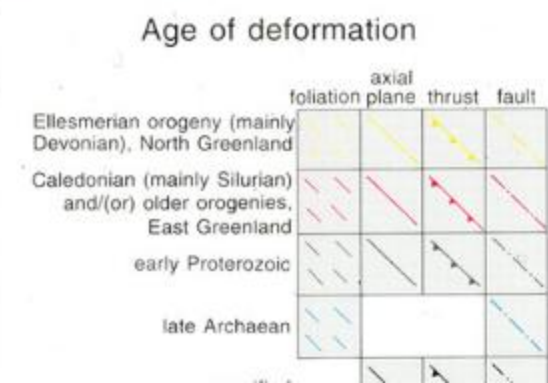 Age of deformation
axial
foliation plane thrust fault
Ellesmerian orogeny (mainly
Devonian), North Greenland
Caledonian (mainly Silurian)
and/(or) older orogenies,
East Greenland
early Proterozoic
late Archaean